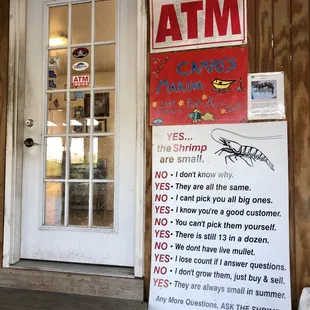 ATM
CAMP'S
MARINA
ATM
YES...
the Shrimp
are small.
NO • I don't know why.
YES • They are all the same.
NO • I cant pick you all big ones.
YES • I know you're a good customer.
NO • You can't pick them yourself.
YES • There is still 13 in a dozen.
NO • We dont have live mullet.
YES • I lose count if I answer questions.
NO • I don't grow them, just buy & sell.
YES • They are always small in summer.
Any More Questions, ASK THE SHRIMP